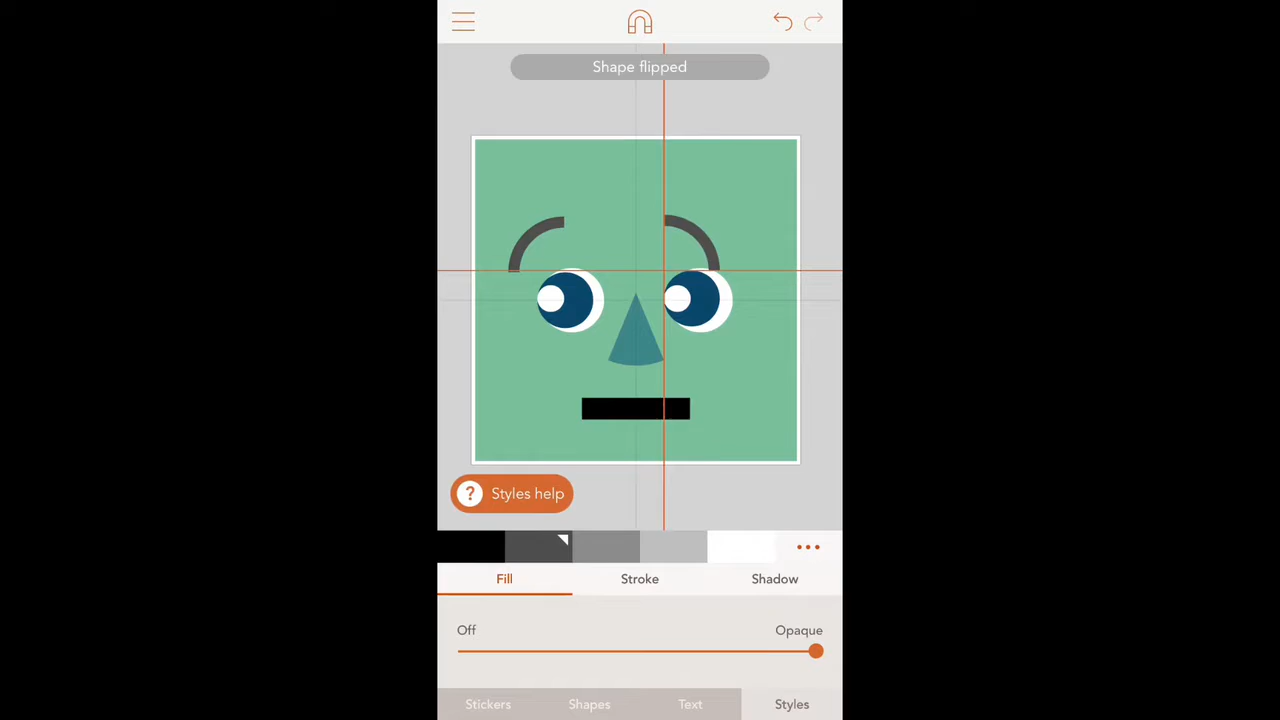 Shape flipped
? Styles help
Fill Stroke Shadow
Off Opaque
Stickers Shapes Text Styles